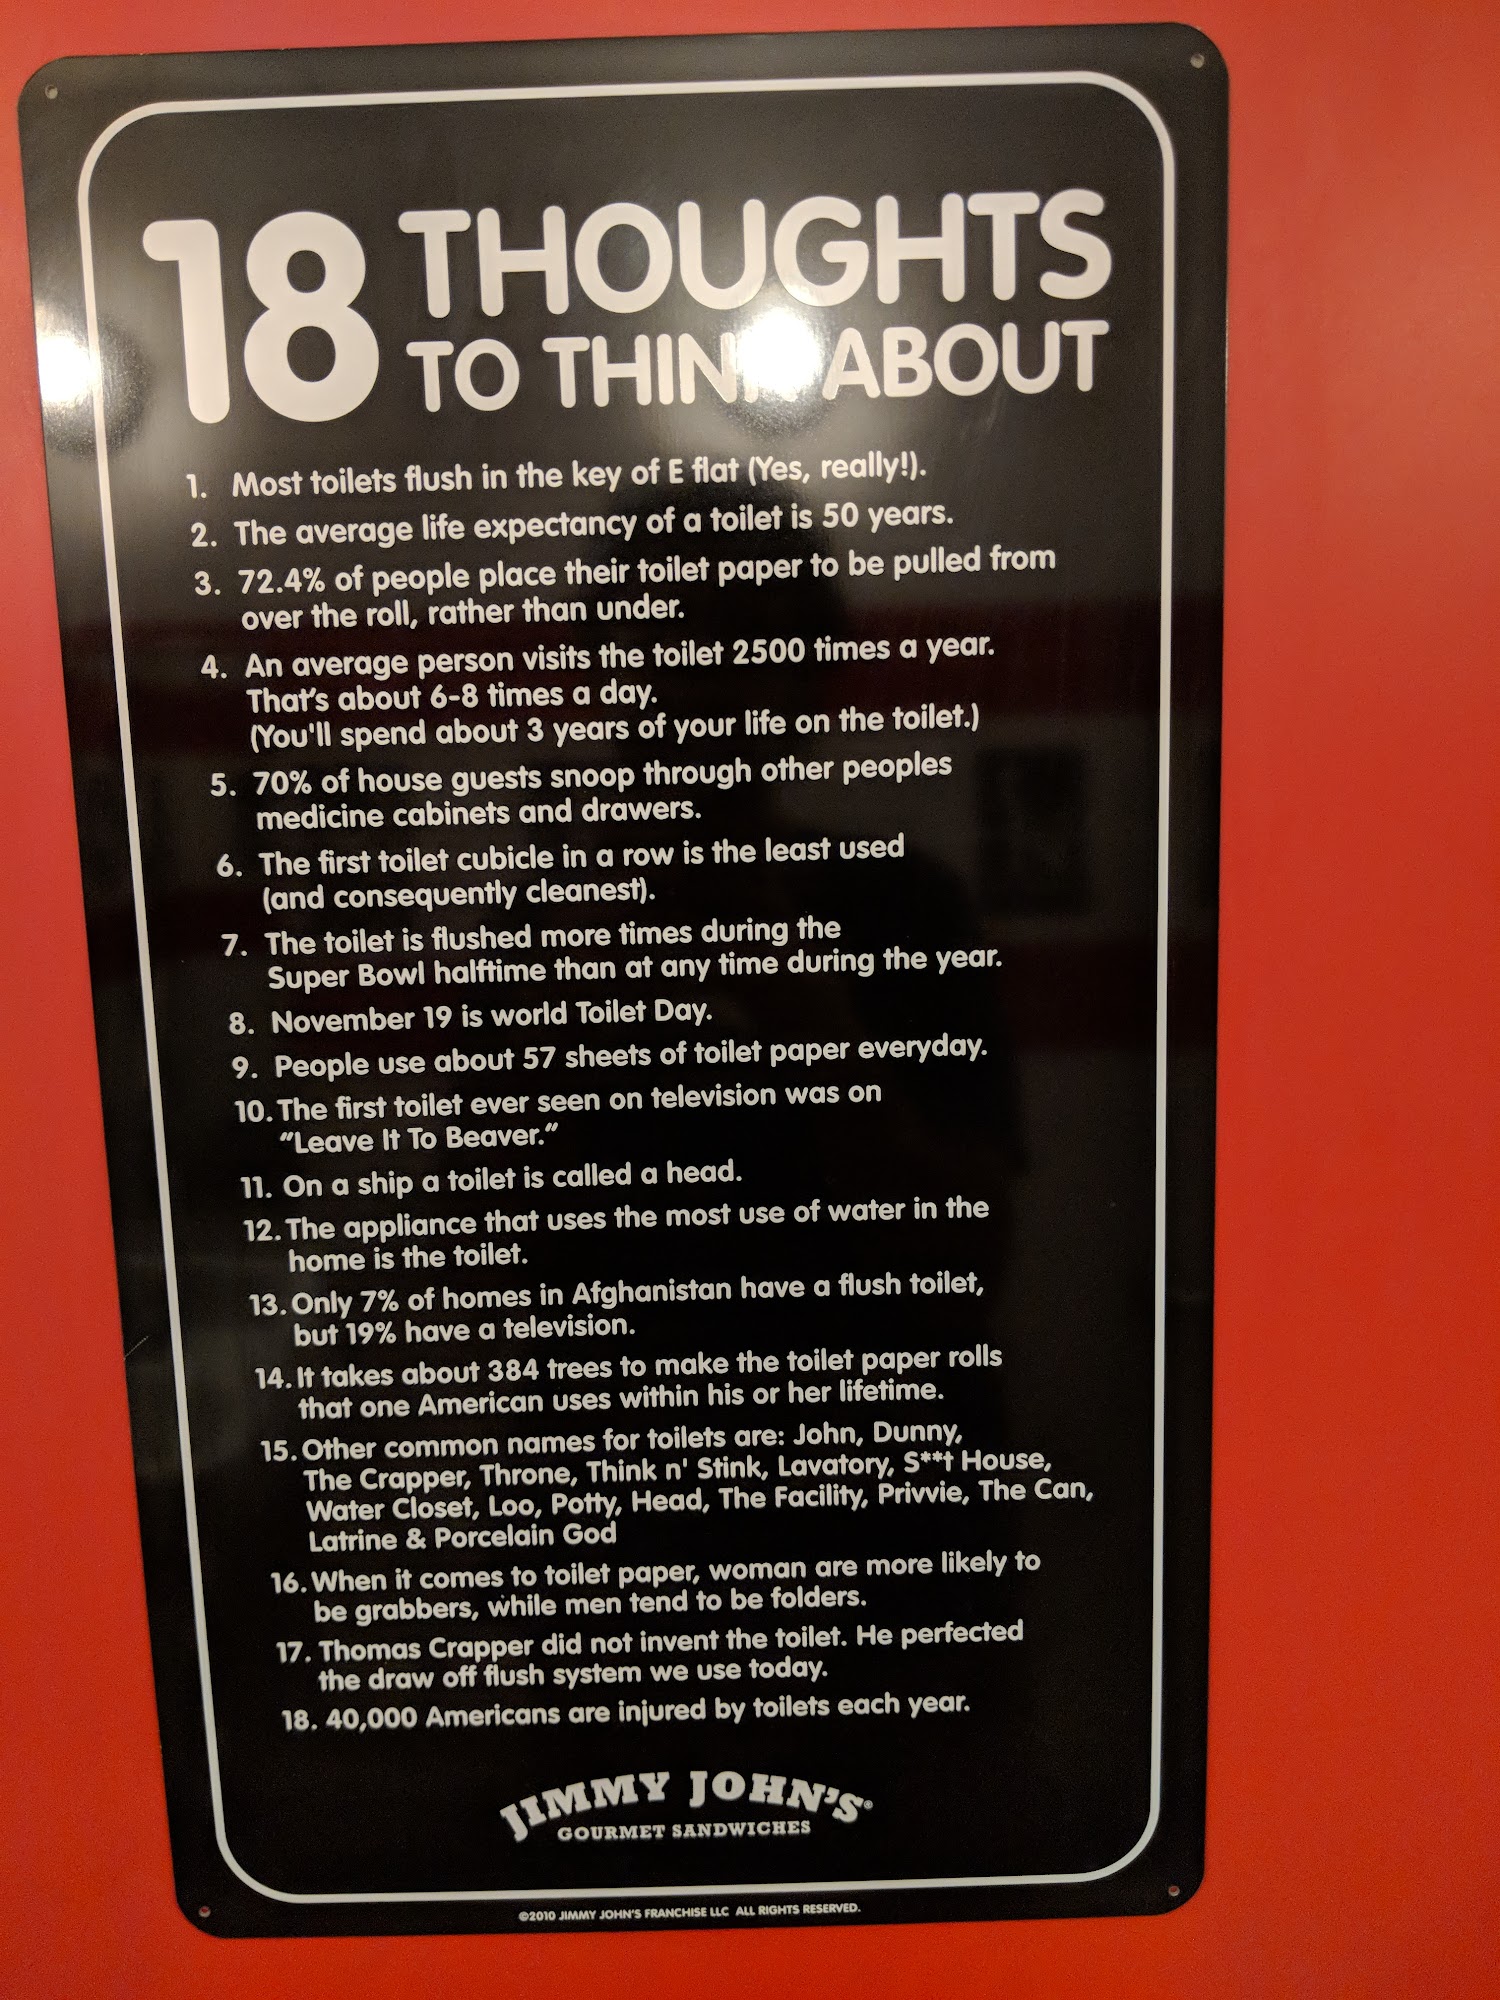 18 THOUGHTS
TO THINK ABOUT
1. Most toilets flush in the key of E flat (Yes, really!).
2. The average life expectancy of a toilet is 50 years.
3. 72.4% of people place their toilet paper to be pulled from
over the roll, rather than under.
4. An average person visits the toilet 2500 times a year.
That's about 6-8 times a day.
(You'll spend about 3 years of your life on the toilet.)
5. 70% of house guests snoop through other peoples
medicine cabinets and drawers.
6. The first toilet cubicle in a row is the least used
(and consequently cleanest).
7. The toilet is flushed more times during the
Super Bowl halftime than at any time during the year.
8. November 19 is world Toilet Day.
9. People use about 57 sheets of toilet paper everyday.
10. The first toilet ever seen on television was on
"Leave It To Beaver."
11. On a ship a toilet is called a head.
12. The appliance that uses the most use of water in the
home is the toilet.
13. Only 7% of homes in Afghanistan have a flush toilet,
but 19% have a television.
14. It takes about 384 trees to make the toilet paper rolls
that one American uses within his or her lifetime.
15. Other common names for toilets are: John, Dunny,
The Crapper, Throne, Think n' Stink, Lavatory, S**t House,
Water Closet, Loo, Potty, Head, The Facility, Privvie, The Can,
Latrine & Porcelain God
16. When it comes to toilet paper, woman are more likely to
be grabbers, while men tend to be folders.
17. Thomas Crapper did not invent the toilet. He perfected
the draw off flush system we use today.
18. 40,000 Americans are injured by toilets each year.
JIMMY JOHN'S®
GOURMET SANDWICHES
©2010 JIMMY JOHN'S FRANCHISE LLC ALL RIGHTS RESERVED.